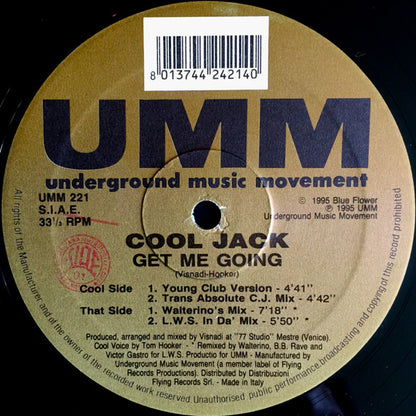 8 013744 242140
UMM
underground music movement
UMM 221
S.I.A.E.
33⅓ RPM
© 1995 Blue Flower
℗ 1995 UMM
Underground Music Movement
COOL JACK
GET ME GOING
(Visnadi-Hooker)
Cool Side 1. Young Club Version - 4'41"
2. Trans Absolute C.J. Mix - 4'42"
That Side 1. Walterino's Mix - 7'18" *
2. L.W.S. In Da' Mix - 5'50" *
Produced, arranged and mixed by Visnadi at "77 Studio" Mestre (Venice).
Cool Voice by Tom Hooker - * Remixed by Walterino, B.B. Rave and
Victor Gastro for L.W.S. Productio for UMM - Manufactured by
Underground Music Movement (a member label of Flying
Records Productions). Distributed by Distribuzioni
Flying Records Srl. - Made in Italy
All rights of the Manufacturer and of the owner of the recorded work reserved Unauthorised public performance, broadcasting and copying of this record prohibited